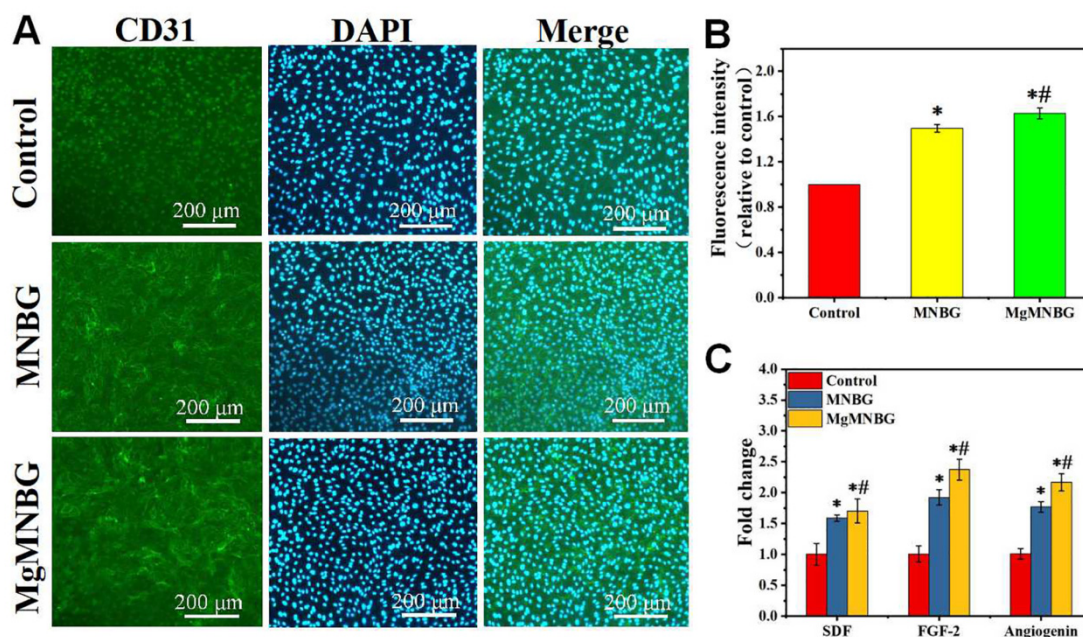 A
CD31
DAPI
Merge
Control
200 μm
200 μm
200 μm
MNBG
200 μm
200 μm
200 μm
MgMNBG
200 μm
200 μm
200 μm
B
Fluorescence intensity
（relative to control）
2.0
1.6
1.2
0.8
0.4
0.0
*
*#
Control
MNBG
MgMNBG
C
Fold change
4.0
3.5
3.0
2.5
2.0
1.5
1.0
0.5
0.0
Control
MNBG
MgMNBG
*
*#
*
*#
*
*#
SDF
FGF-2
Angiogenin